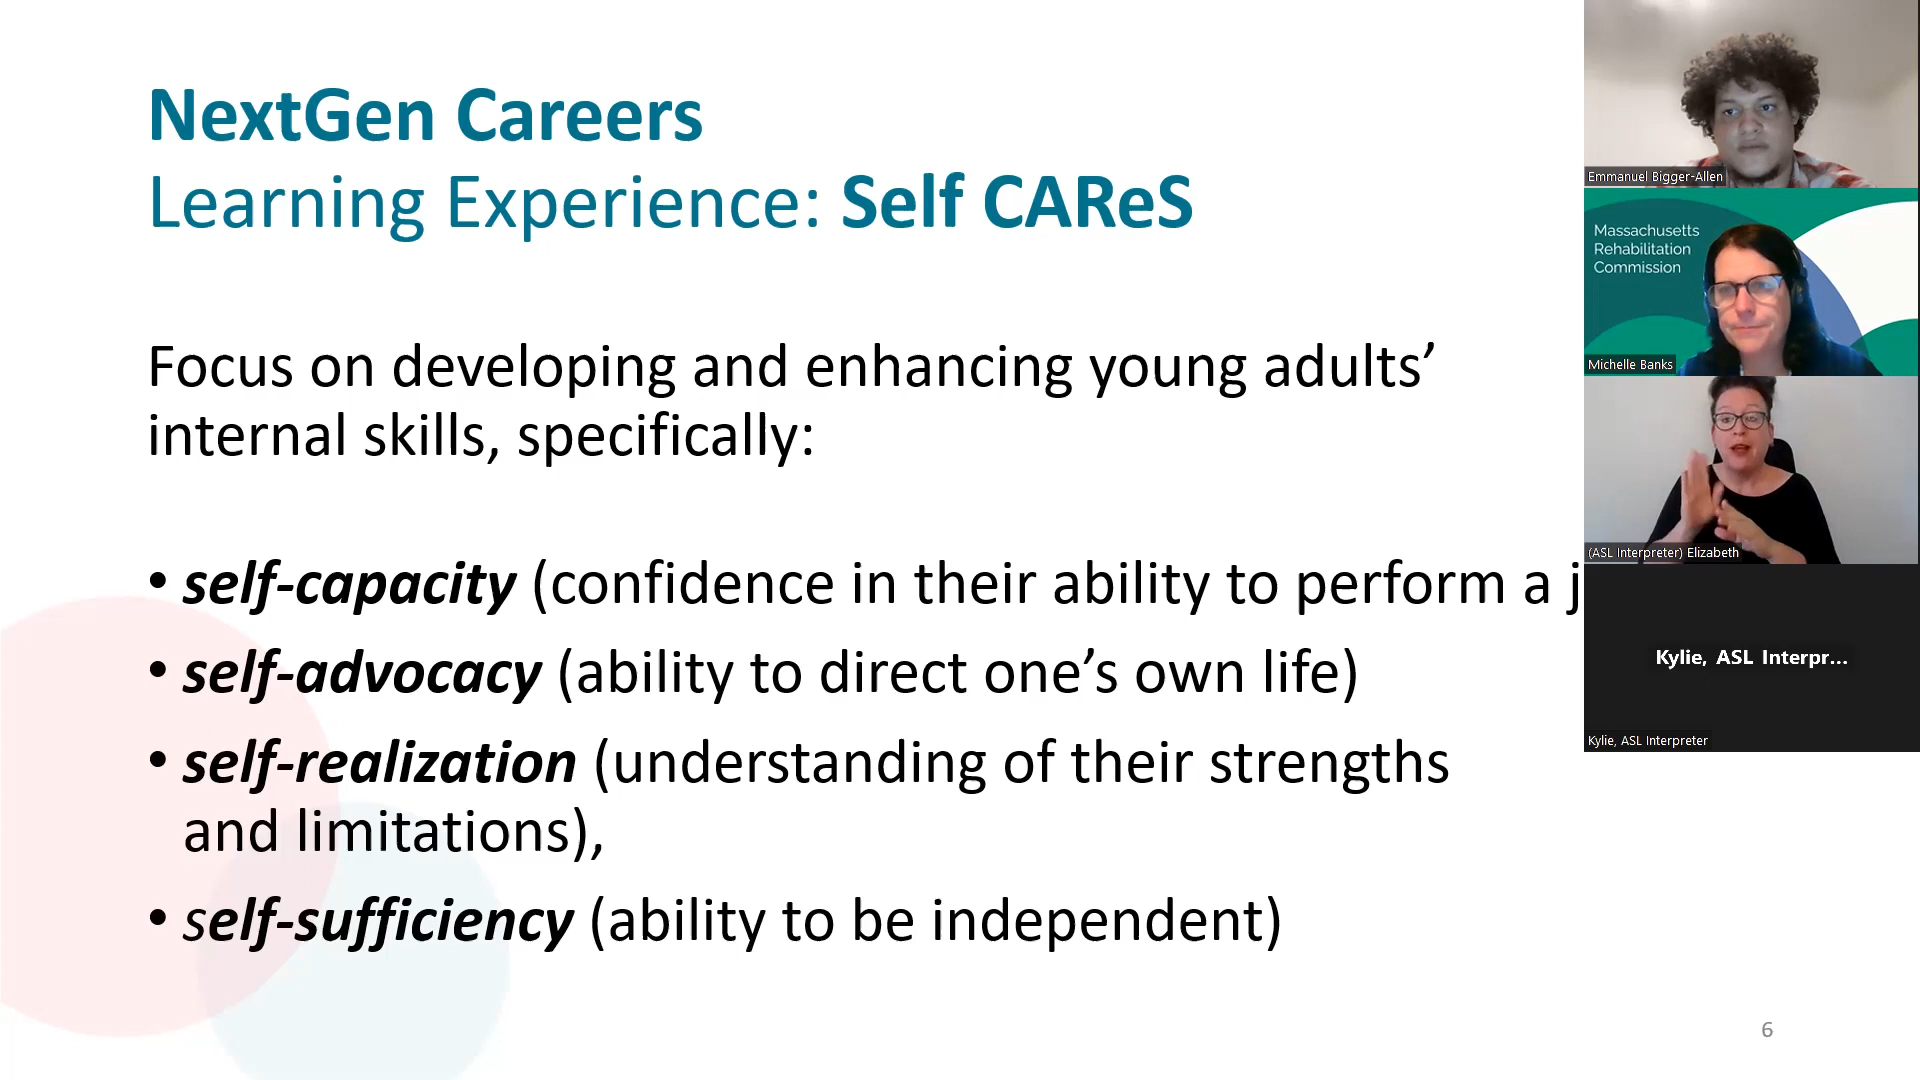 NextGen Careers
Learning Experience: Self CAReS
Focus on developing and enhancing young adults’
internal skills, specifically:
• self-capacity (confidence in their ability to perform a j
• self-advocacy (ability to direct one’s own life)
• self-realization (understanding of their strengths
and limitations),
• self-sufficiency (ability to be independent)
6
Emmanuel Bigger-Allen
Massachusetts
Rehabilitation
Commission
Michelle Banks
(ASL Interpreter) Elizabeth
Kylie, ASL Interpr...
Kylie, ASL Interpreter